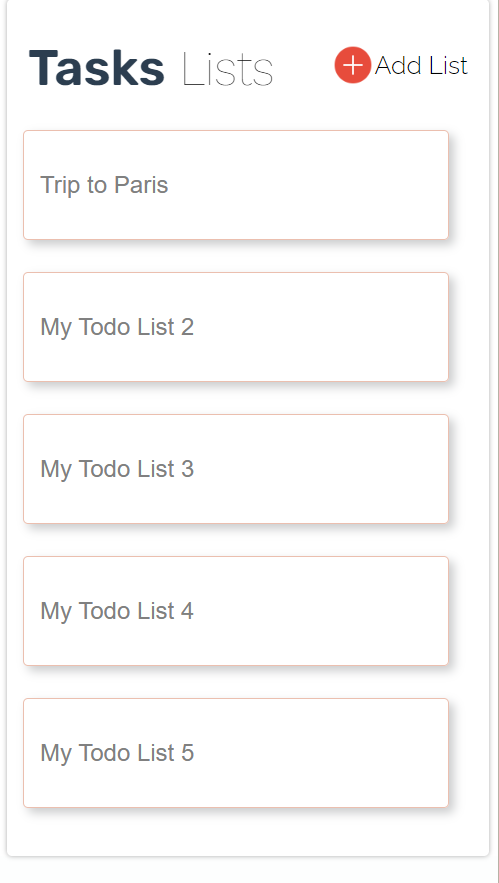 Tasks Lists
Add List
Trip to Paris
My Todo List 2
My Todo List 3
My Todo List 4
My Todo List 5